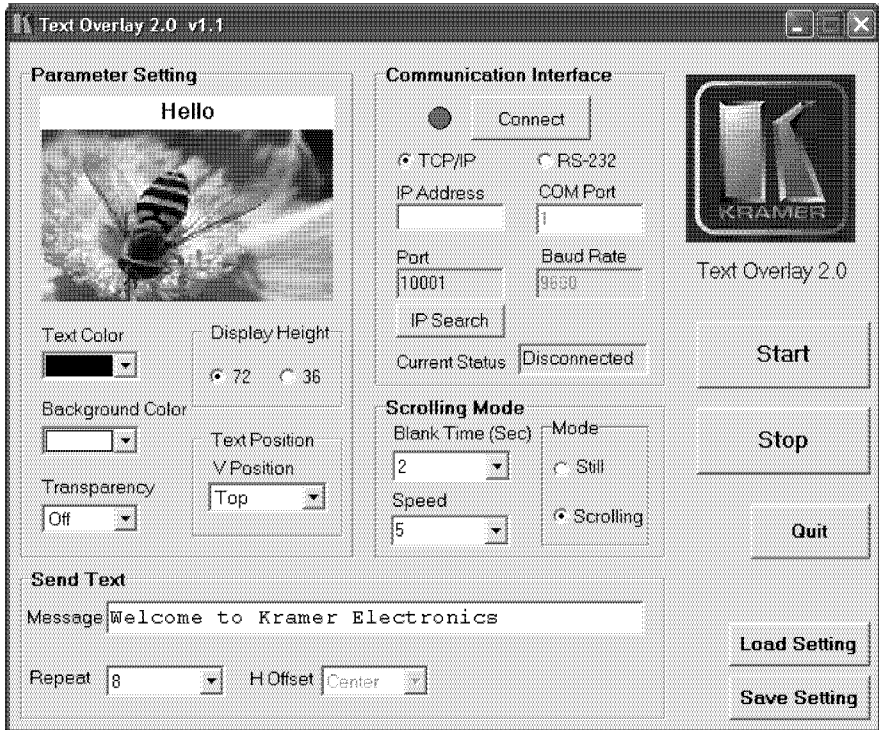 Text Overlay 2.0 v1.1
Parameter Setting
Hello
Text Color
Display Height
72 36
Background Color
Text Position
V Position
Top
Transparency
Off
Communication Interface
Connect
TCP/IP RS-232
IP Address COM Port
1
Port Baud Rate
10001 9600
IP Search
Current Status Disconnected
Scrolling Mode
Blank Time (Sec)
2
Speed
5
Mode
Still
Scrolling
KRAMER
Text Overlay 2.0
Start
Stop
Quit
Send Text
Message Welcome to Kramer Electronics
Repeat 8 H Offset Center
Load Setting
Save Setting